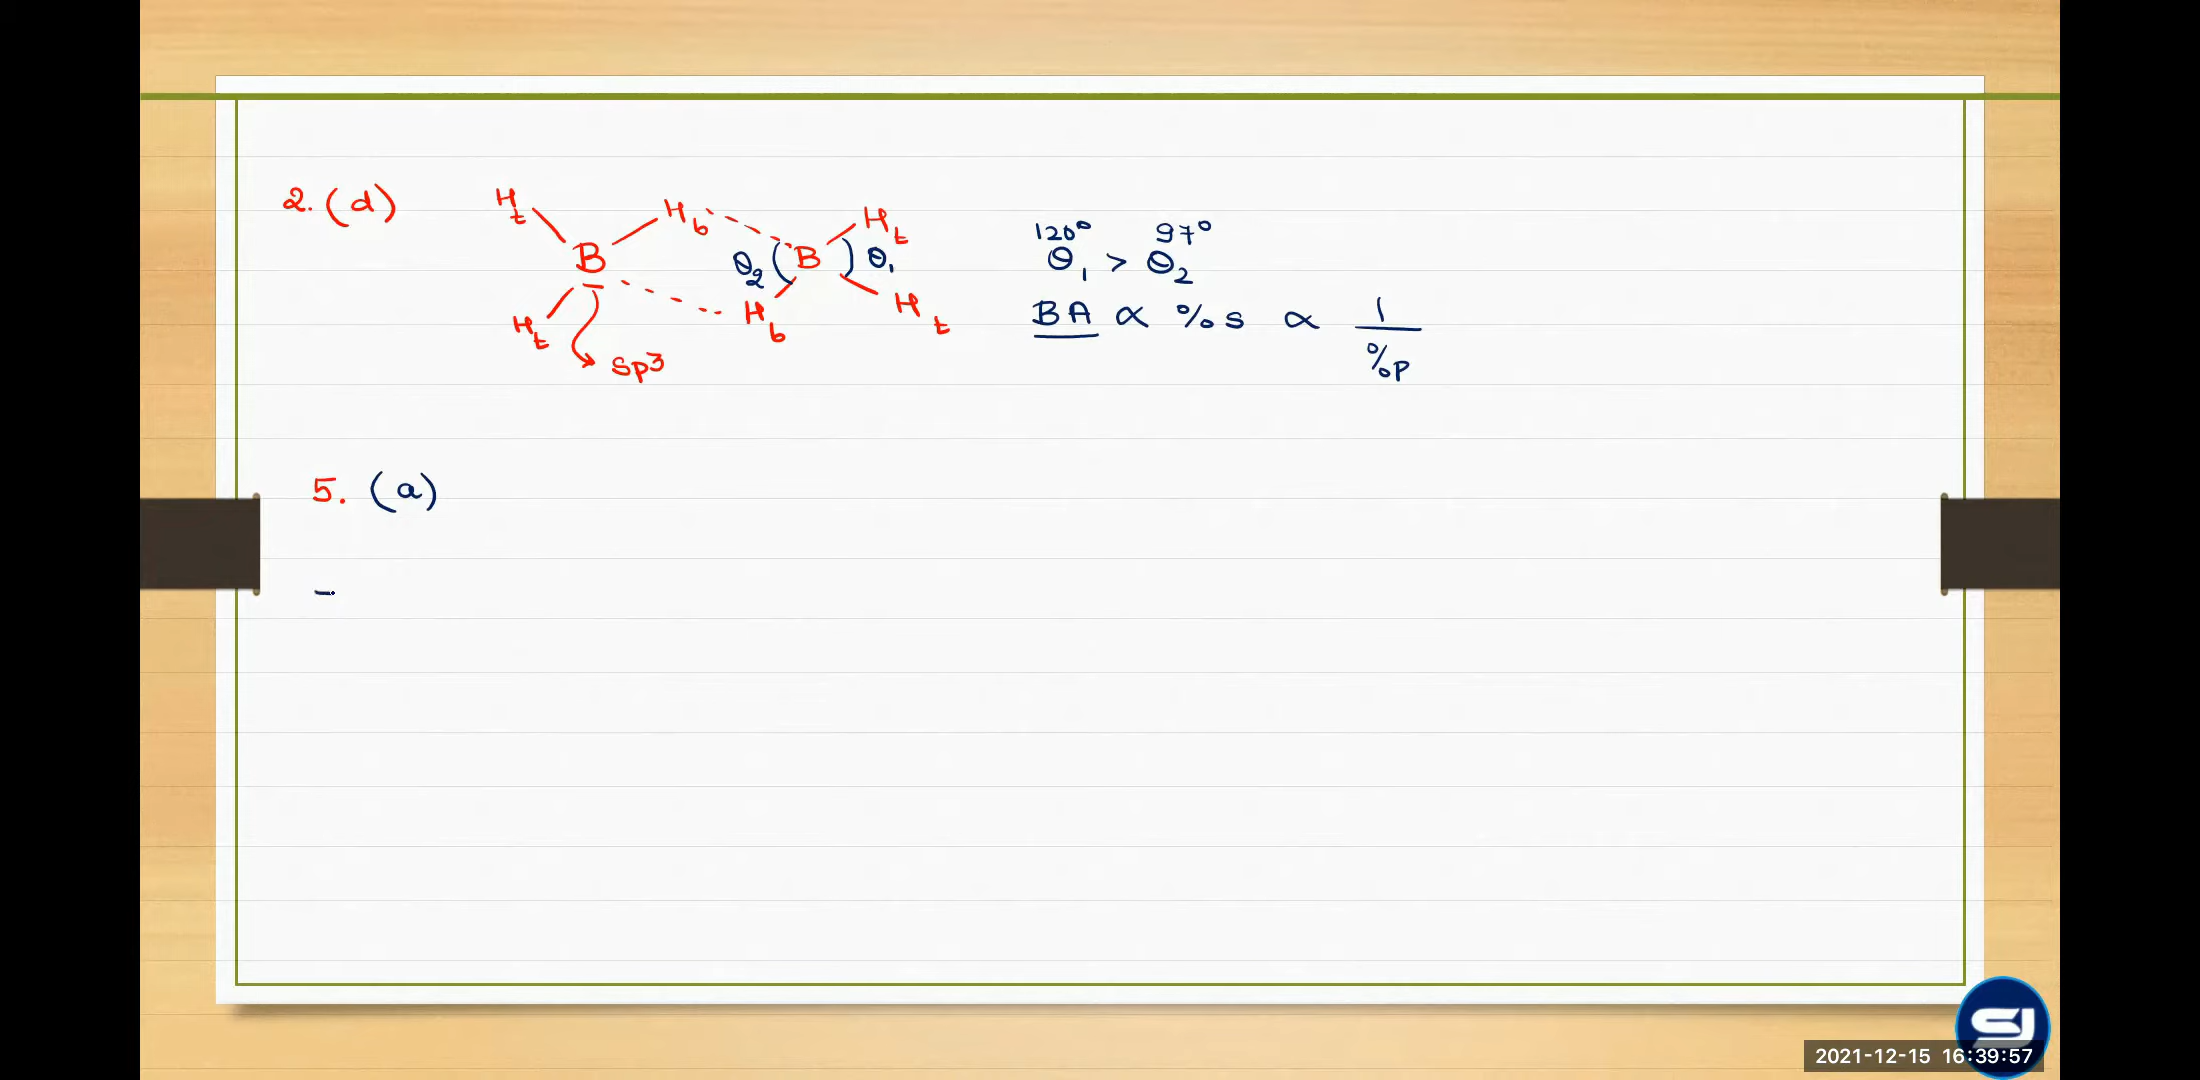 2. (d)
Ht Hb Ht
B θ2 B θ1
Ht Hb Ht
sp³
120° 97°
θ1 > θ2
BA ∝ %s ∝ 1/%p
5. (a)
SJ
2021-12-15 16:39:57